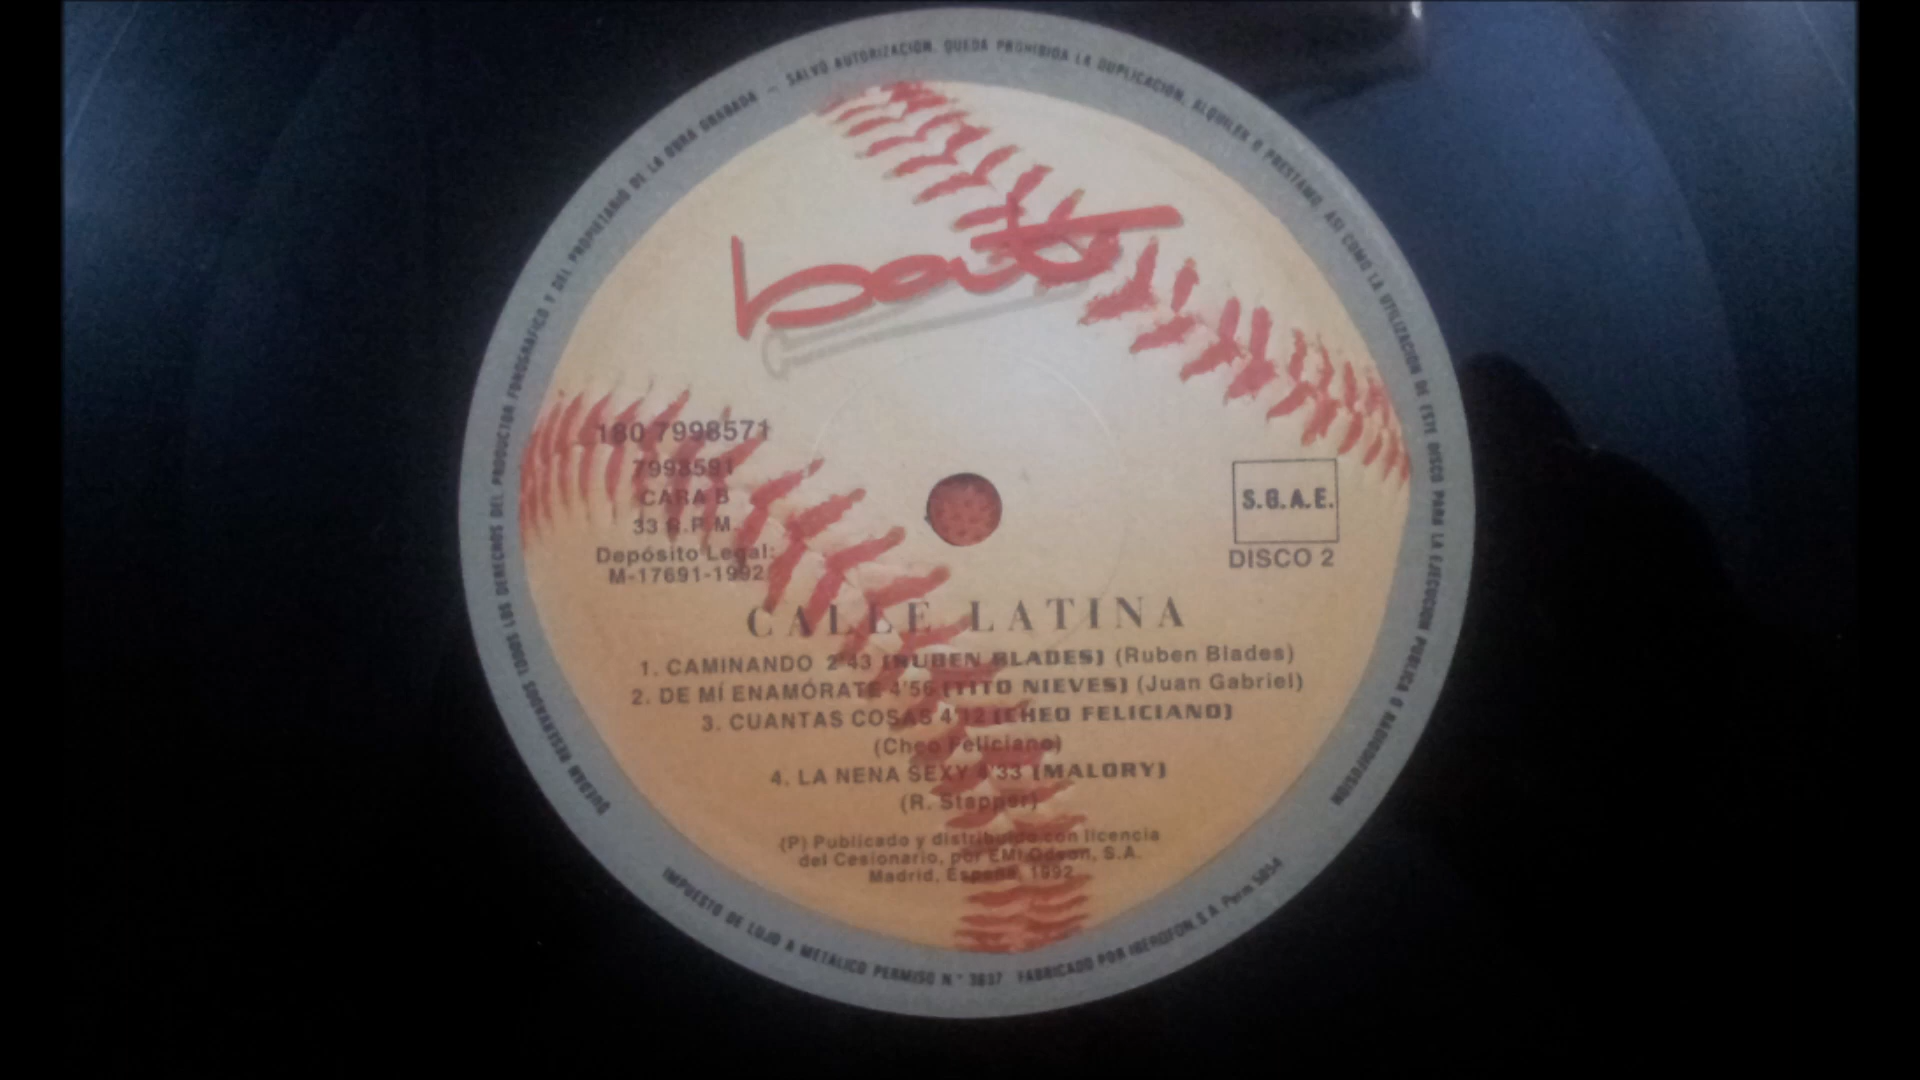 QUEDAN RESERVADOS TODOS LOS DERECHOS DEL PRODUCTOR FONOGRAFICO Y DEL PROPIETARIO DE LA OBRA GRABADA — SALVO AUTORIZACION, QUEDA PROHIBIDA LA DUPLICACION, ALQUILER O PRESTAMO, ASI COMO LA UTILIZACION DE ESTE DISCO PARA LA EJECUCION PUBLICA O RADIODIFUSION
bat
180 7998571
7998591
CARA B
33 R.P.M.
Depósito Legal:
M-17691-1992
S.G.A.E.
DISCO 2
CALLE LATINA
1. CAMINANDO 2'43 (RUBEN BLADES) (Ruben Blades)
2. DE MÍ ENAMÓRATE 4'56 (TITO NIEVES) (Juan Gabriel)
3. CUANTAS COSAS 4'12 (CHEO FELICIANO)
(Cheo Feliciano)
4. LA NENA SEXY 4'33 (MALORY)
(R. Stapper)
(P) Publicado y distribuido con licencia
del Cesionario, por EMI Odeon, S.A.
Madrid, España, 1992
IMPUESTO DE LUJO A METALICO PERMISO N.° 3637 FABRICADO POR IBEROFON, S.A. Perm 5054